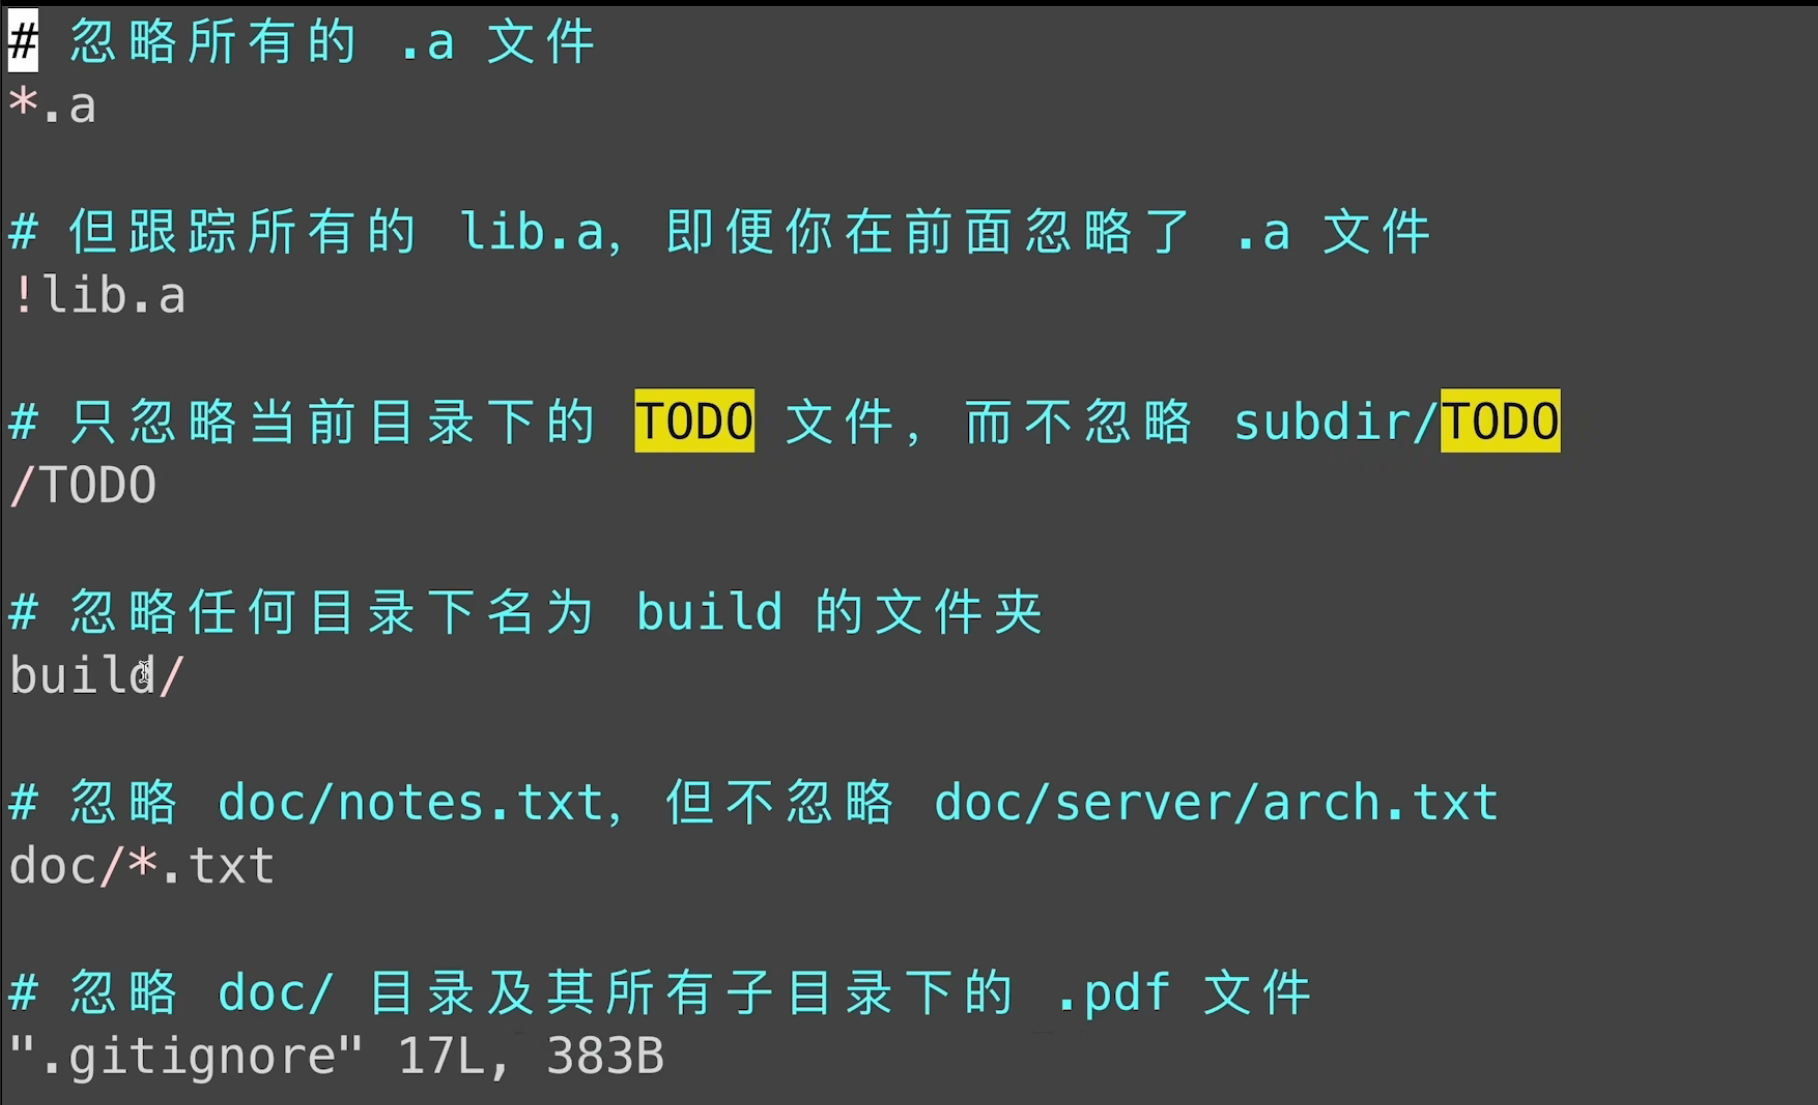 # 忽略所有的 .a 文件
*.a
# 但跟踪所有的 lib.a，即便你在前面忽略了 .a 文件
!lib.a
# 只忽略当前目录下的 TODO 文件，而不忽略 subdir/TODO
/TODO
# 忽略任何目录下名为 build 的文件夹
build/
# 忽略 doc/notes.txt，但不忽略 doc/server/arch.txt
doc/*.txt
# 忽略 doc/ 目录及其所有子目录下的 .pdf 文件
".gitignore" 17L, 383B